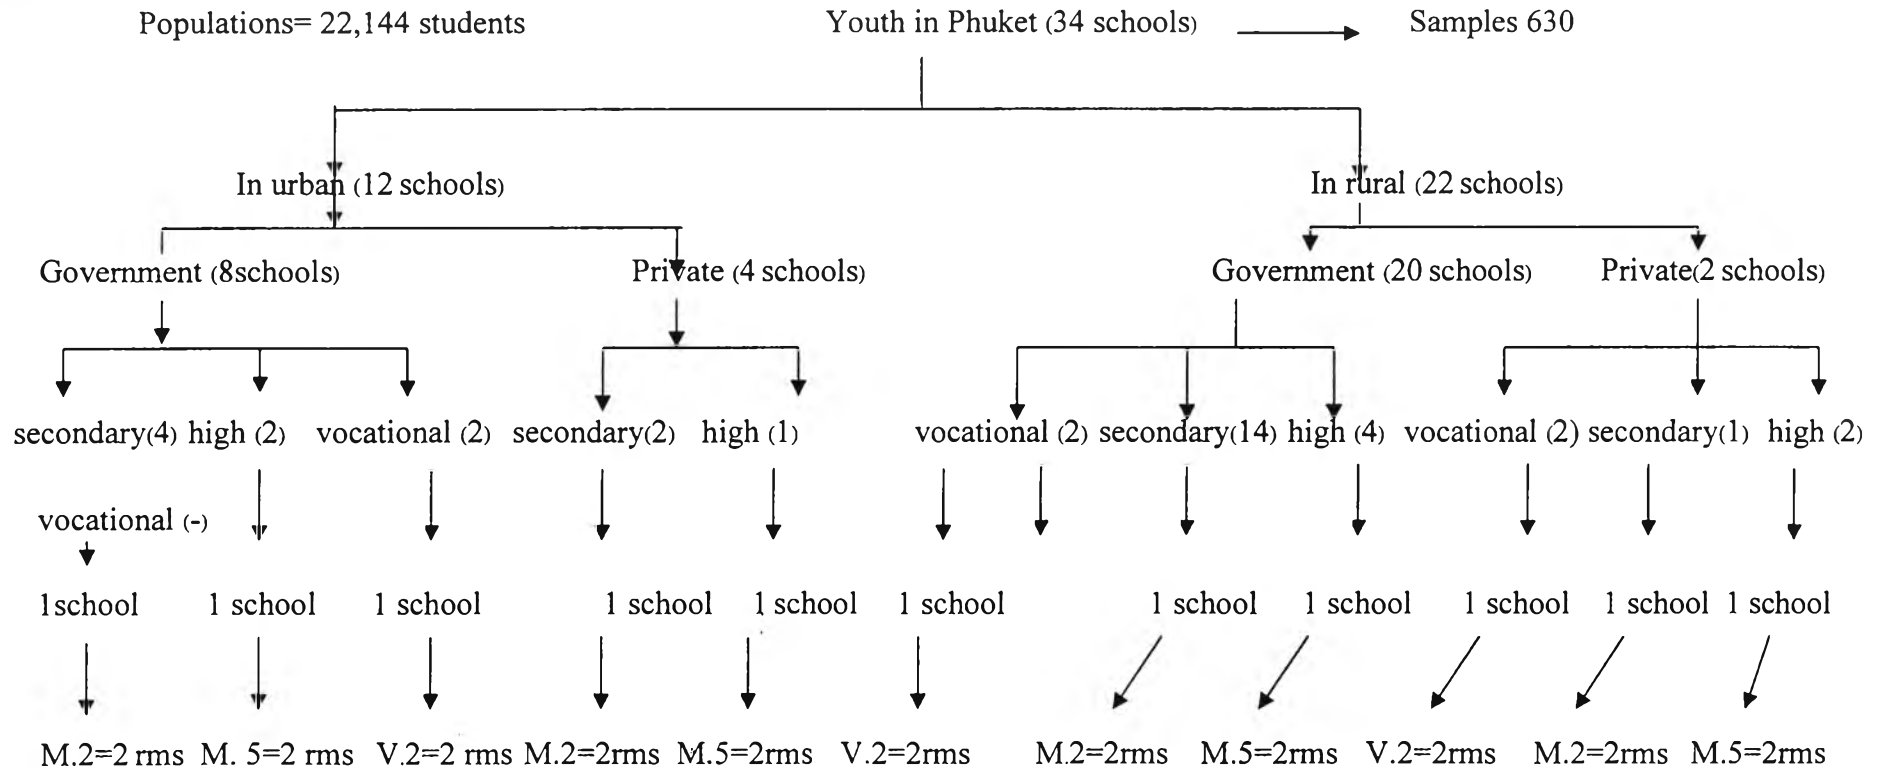 Populations= 22,144 students Youth in Phuket (34 schools) Samples 630
In urban (12 schools) In rural (22 schools)
Government (8schools) Private (4 schools) Government (20 schools) Private(2 schools)
secondary(4) high (2) vocational (2) secondary(2) high (1) vocational (2) secondary(14) high (4) vocational (2) secondary(1) high (2)
vocational (-)
1school 1 school 1 school 1 school 1 school 1 school 1 school 1 school 1 school 1 school 1 school
M.2=2 rms M. 5=2 rms V.2=2 rms M.2=2rms M.5=2rms V.2=2rms M.2=2rms M.5=2rms V.2=2rms M.2=2rms M.5=2rms